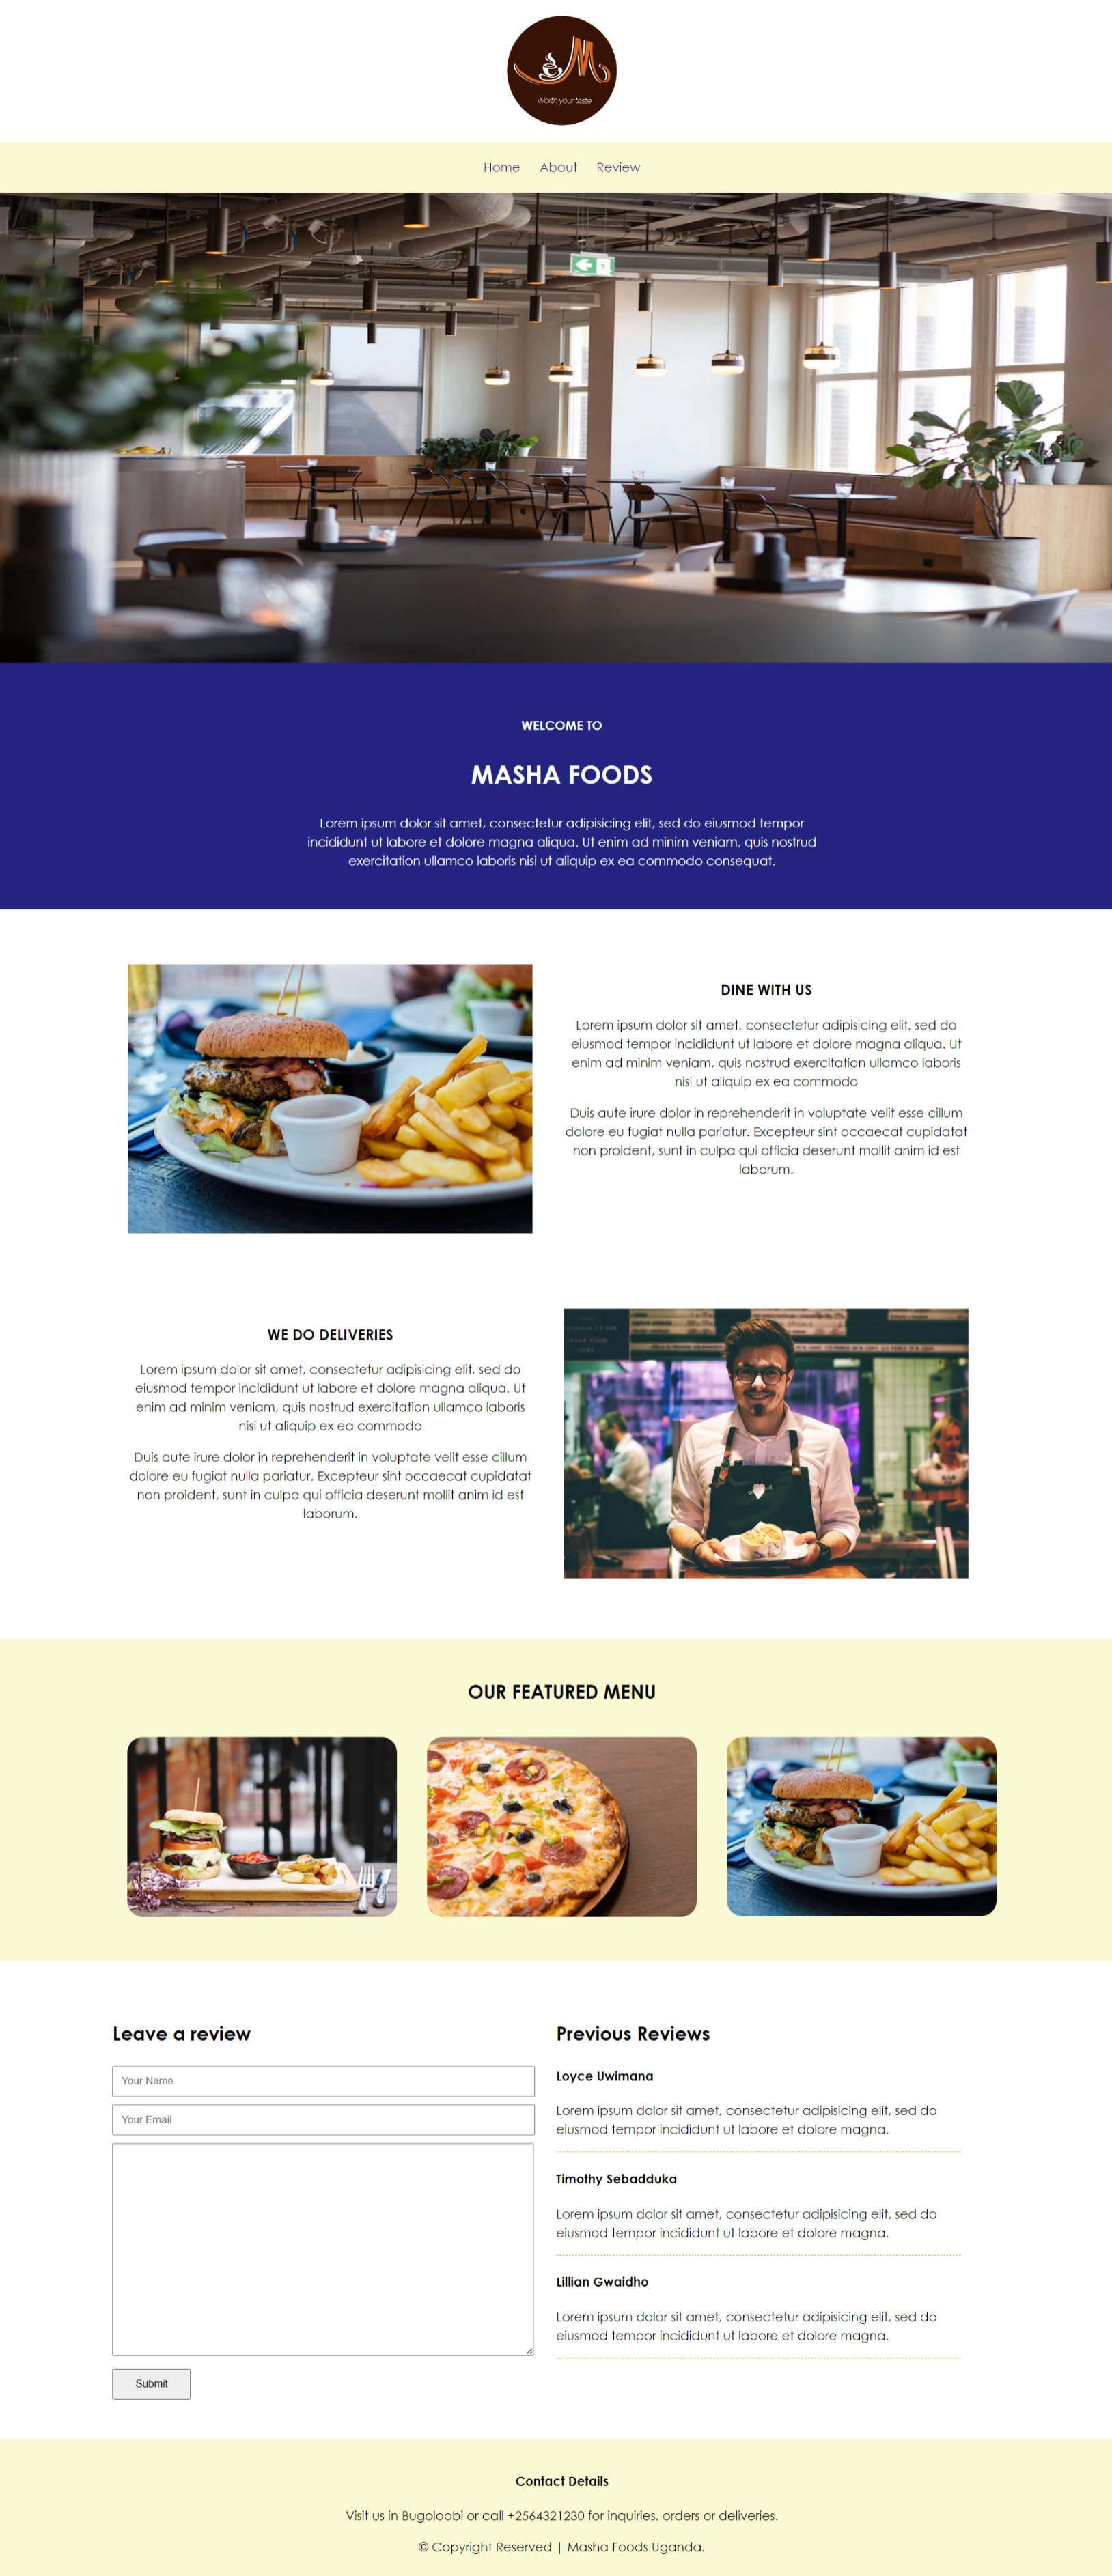 M
Worth your taste
Home About Review
WELCOME TO
MASHA FOODS
Lorem ipsum dolor sit amet, consectetur adipisicing elit, sed do eiusmod tempor
incididunt ut labore et dolore magna aliqua. Ut enim ad minim veniam, quis nostrud
exercitation ullamco laboris nisi ut aliquip ex ea commodo consequat.
DINE WITH US
Lorem ipsum dolor sit amet, consectetur adipisicing elit, sed do
eiusmod tempor incididunt ut labore et dolore magna aliqua. Ut
enim ad minim veniam, quis nostrud exercitation ullamco laboris
nisi ut aliquip ex ea commodo
Duis aute irure dolor in reprehenderit in voluptate velit esse cillum
dolore eu fugiat nulla pariatur. Excepteur sint occaecat cupidatat
non proident, sunt in culpa qui officia deserunt mollit anim id est
laborum.
WE DO DELIVERIES
Lorem ipsum dolor sit amet, consectetur adipisicing elit, sed do
eiusmod tempor incididunt ut labore et dolore magna aliqua. Ut
enim ad minim veniam, quis nostrud exercitation ullamco laboris
nisi ut aliquip ex ea commodo
Duis aute irure dolor in reprehenderit in voluptate velit esse cillum
dolore eu fugiat nulla pariatur. Excepteur sint occaecat cupidatat
non proident, sunt in culpa qui officia deserunt mollit anim id est
laborum.
OUR FEATURED MENU
Leave a review
Your Name
Your Email
Submit
Previous Reviews
Loyce Uwimana
Lorem ipsum dolor sit amet, consectetur adipisicing elit, sed do
eiusmod tempor incididunt ut labore et dolore magna.
Timothy Sebadduka
Lorem ipsum dolor sit amet, consectetur adipisicing elit, sed do
eiusmod tempor incididunt ut labore et dolore magna.
Lillian Gwaidho
Lorem ipsum dolor sit amet, consectetur adipisicing elit, sed do
eiusmod tempor incididunt ut labore et dolore magna.
Contact Details
Visit us in Bugoloobi or call +2564321230 for inquiries, orders or deliveries.
© Copyright Reserved | Masha Foods Uganda.